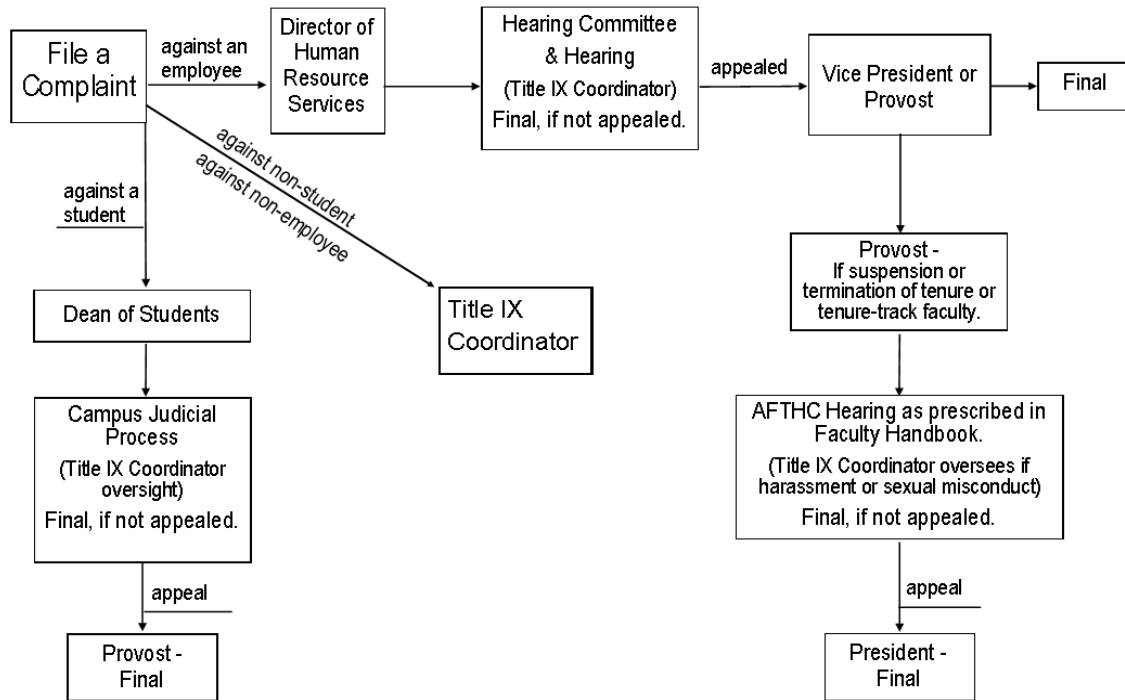 File a
Complaint
against an
employee
Director of
Human
Resource
Services
Hearing Committee
& Hearing
(Title IX Coordinator)
Final, if not appealed.
appealed
Vice President or
Provost
Final
against a
student
against non-student
against non-employee
Title IX
Coordinator
Dean of Students
Campus Judicial
Process
(Title IX Coordinator
oversight)
Final, if not appealed.
appeal
Provost -
Final
Provost -
If suspension or
termination of tenure or
tenure-track faculty.
AFTHC Hearing as prescribed in
Faculty Handbook.
(Title IX Coordinator oversees if
harassment or sexual misconduct)
Final, if not appealed.
appeal
President -
Final